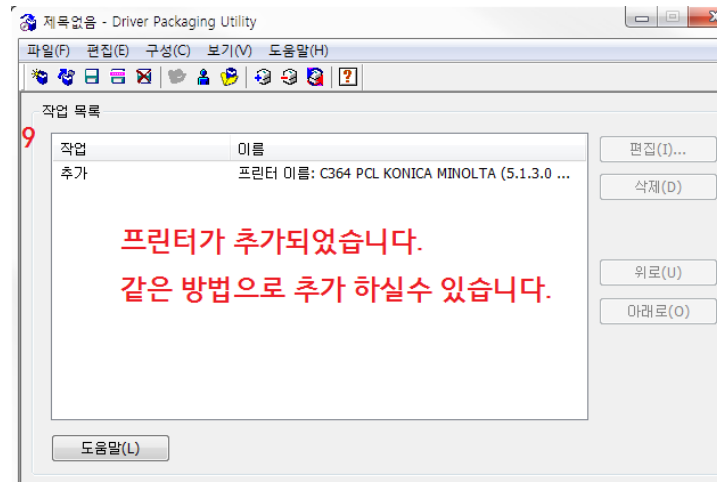 제목없음 - Driver Packaging Utility
파일(F) 편집(E) 구성(C) 보기(V) 도움말(H)
작업 목록
9
작업 이름
추가 프린터 이름: C364 PCL KONICA MINOLTA (5.1.3.0 ...
프린터가 추가되었습니다.
같은 방법으로 추가 하실수 있습니다.
편집(I)...
삭제(D)
위로(U)
아래로(O)
도움말(L)